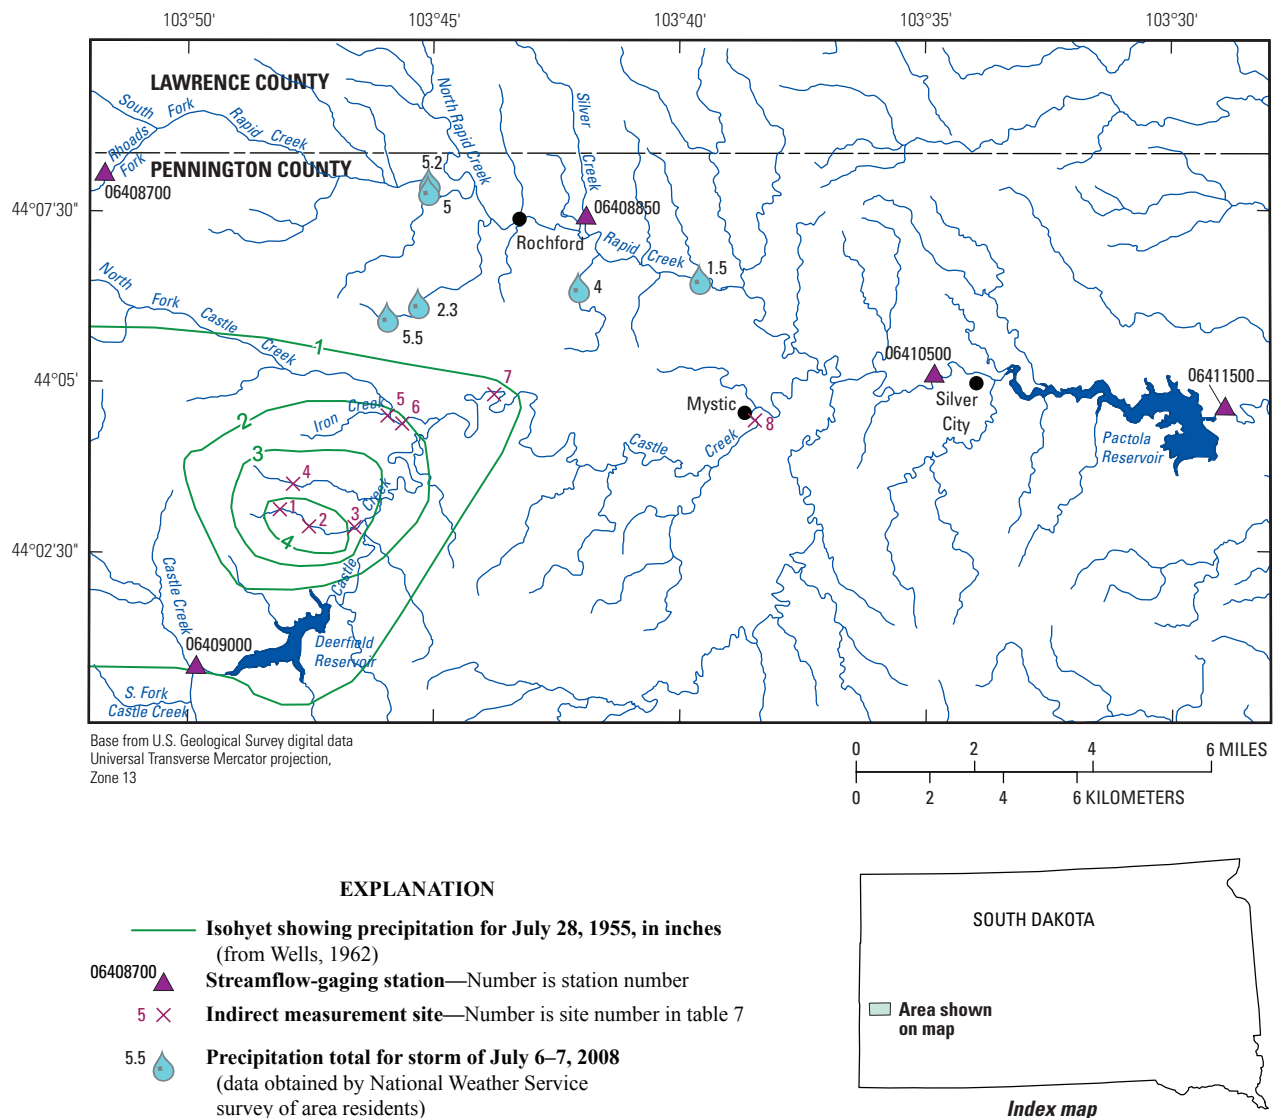 103°50'
103°45'
103°40'
103°35'
103°30'
LAWRENCE COUNTY
South Fork Rapid Creek
North Rapid Creek
Silver Creek
Rhoads Fork
PENNINGTON COUNTY
5.2
06408700
5
44°07'30"
06408850
Rochford
Rapid Creek
1.5
4
North Fork Castle Creek
2.3
5.5
1
06410500
44°05'
7
06411500
5
6
Iron Creek
Mystic
8
Silver
City
2
Castle Creek
Pactola
Reservoir
3
4
Creek
1
2
3
4
44°02'30"
Castle
Castle Creek
06409000
Deerfield
Reservoir
S. Fork
Castle Creek
Base from U.S. Geological Survey digital data
Universal Transverse Mercator projection,
Zone 13
0 2 4 6 MILES
0 2 4 6 KILOMETERS
EXPLANATION
Isohyet showing precipitation for July 28, 1955, in inches
(from Wells, 1962)
06408700 Streamflow-gaging station—Number is station number
5 Indirect measurement site—Number is site number in table 7
5.5 Precipitation total for storm of July 6–7, 2008
(data obtained by National Weather Service
survey of area residents)
SOUTH DAKOTA
Area shown
on map
Index map